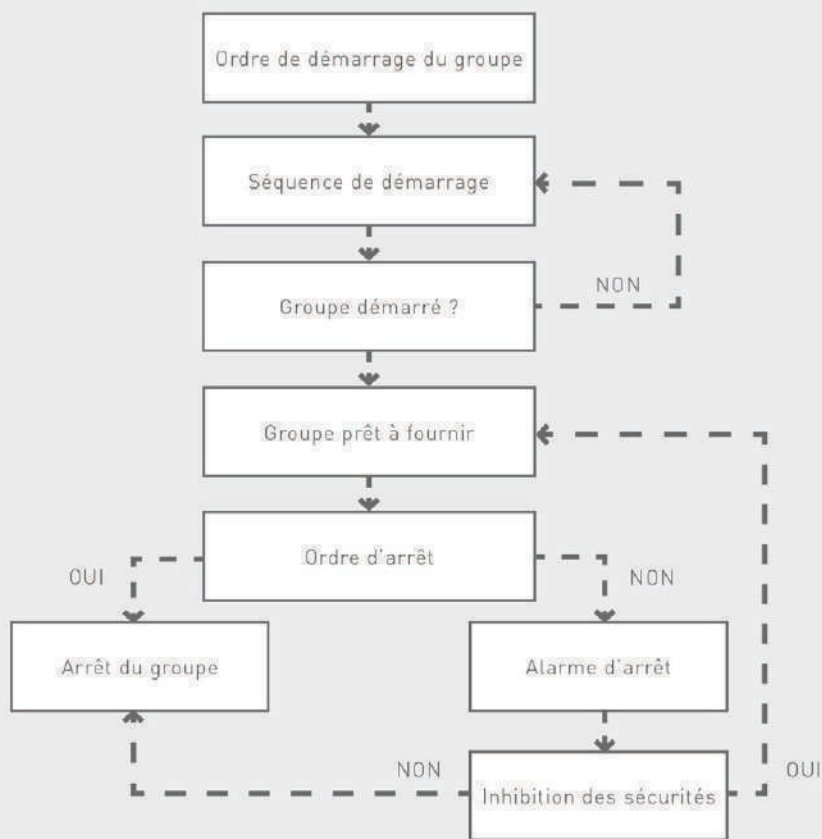 Ordre de démarrage du groupe
Séquence de démarrage
NON
Groupe démarré ?
Groupe prêt à fournir
Ordre d'arrêt
OUI
NON
Arrêt du groupe
Alarme d'arrêt
NON
OUI
Inhibition des sécurités